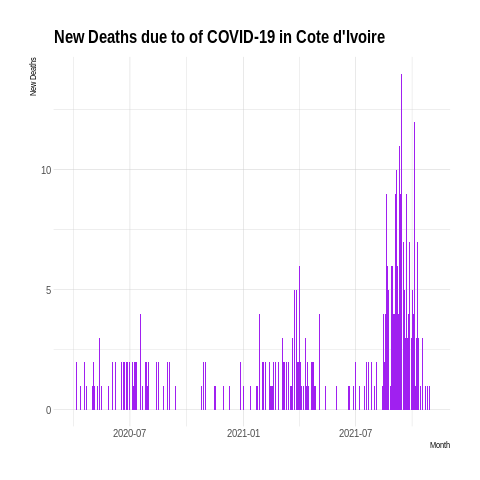 New Deaths due to of COVID-19 in Cote d'Ivoire
New Deaths
10
5
0
2020-07 2021-01 2021-07
Month